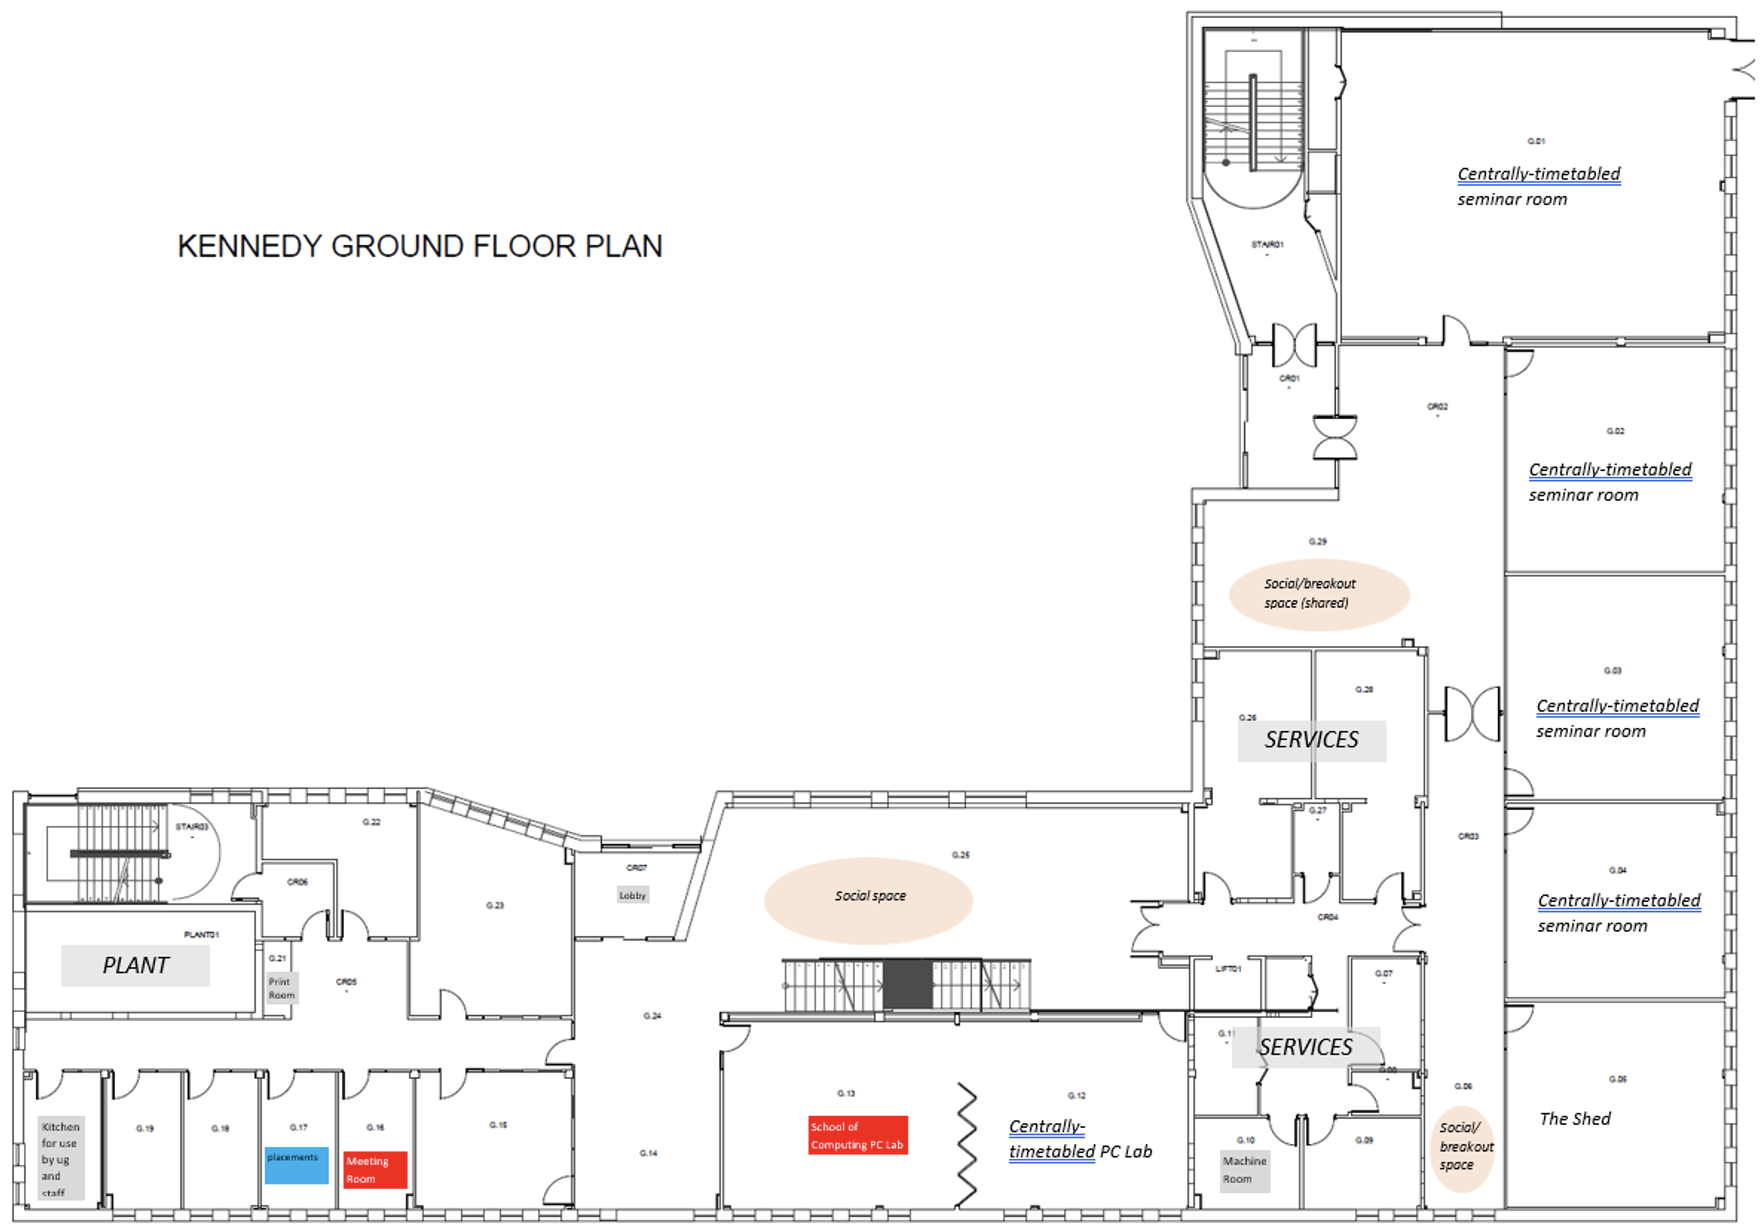 KENNEDY GROUND FLOOR PLAN
G.01
Centrally-timetabled
seminar room
STAIR01
CR01
CR02
G.02
Centrally-timetabled
seminar room
G.29
Social/breakout
space (shared)
G.03
Centrally-timetabled
seminar room
G.28
G.26
SERVICES
G.27
CR03
G.04
Centrally-timetabled
seminar room
STAIR03
G.22
CR06
G.23
CR07
Lobby
G.25
Social space
CR04
PLANT01
PLANT
G.21
Print
Room
CR05
LIFT01
G.07
G.24
G.11
SERVICES
G.05
The Shed
G.06
Social/
breakout
space
Kitchen
for use
by ug
and
staff
G.19
G.18
G.17
placements
G.16
Meeting
Room
G.15
G.14
G.13
School of
Computing PC Lab
G.12
Centrally-
timetabled PC Lab
G.10
Machine
Room
G.09